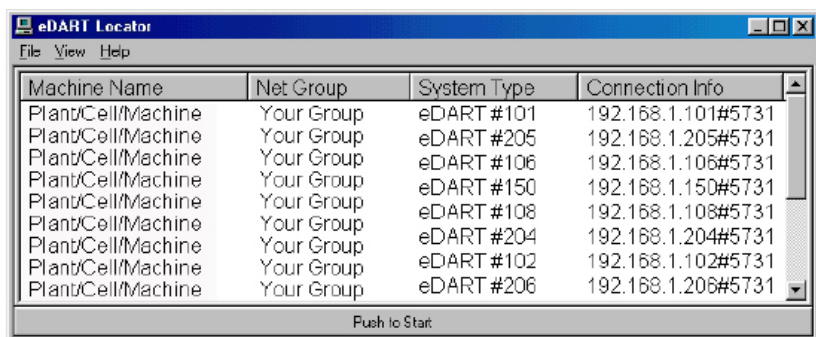 eDART Locator
File View Help
Machine Name Net Group System Type Connection Info
Plant/Cell/Machine Your Group eDART #101 192.168.1.101#5731
Plant/Cell/Machine Your Group eDART #205 192.168.1.205#5731
Plant/Cell/Machine Your Group eDART #106 192.168.1.106#5731
Plant/Cell/Machine Your Group eDART #150 192.168.1.150#5731
Plant/Cell/Machine Your Group eDART #108 192.168.1.108#5731
Plant/Cell/Machine Your Group eDART #204 192.168.1.204#5731
Plant/Cell/Machine Your Group eDART #102 192.168.1.102#5731
Plant/Cell/Machine Your Group eDART #206 192.168.1.206#5731
Push to Start